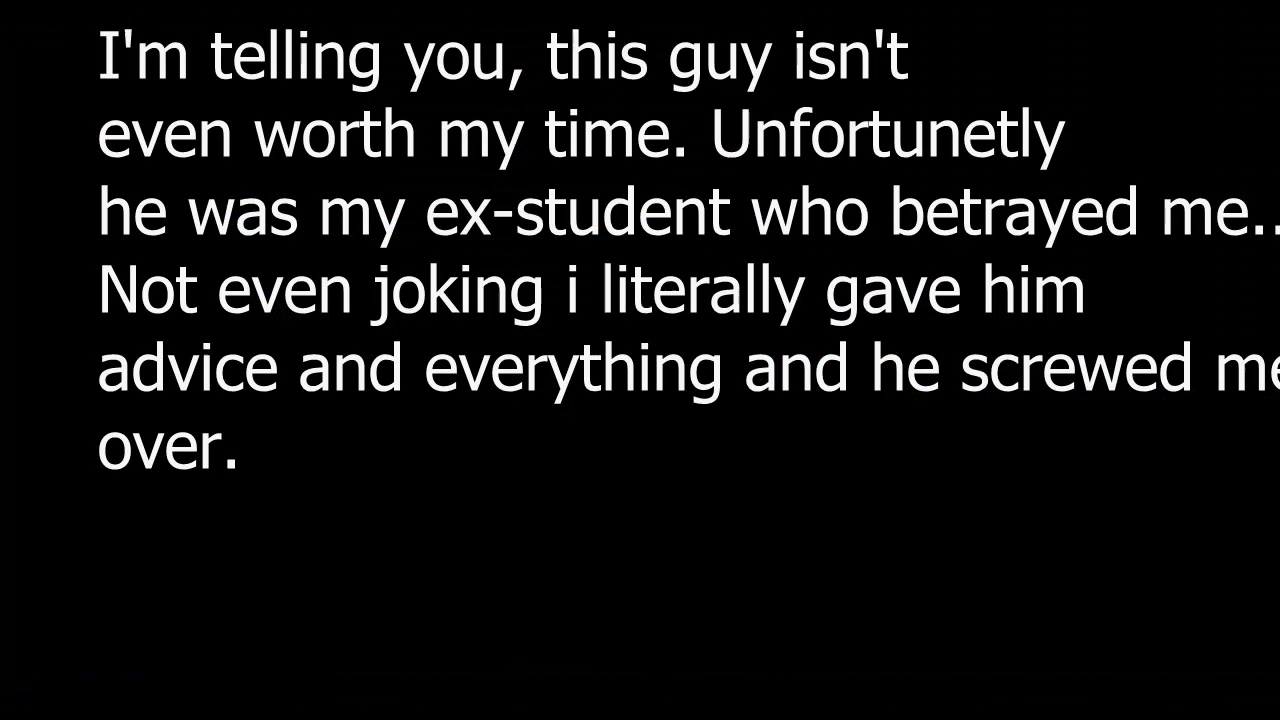 I'm telling you, this guy isn't
even worth my time. Unfortunetly
he was my ex-student who betrayed me..
Not even joking i literally gave him
advice and everything and he screwed me
over.